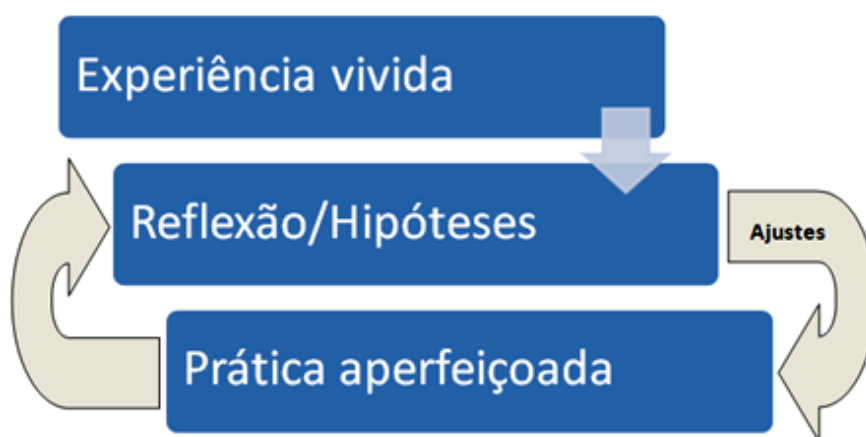 Experiência vivida
Reflexão/Hipóteses
Ajustes
Prática aperfeiçoada